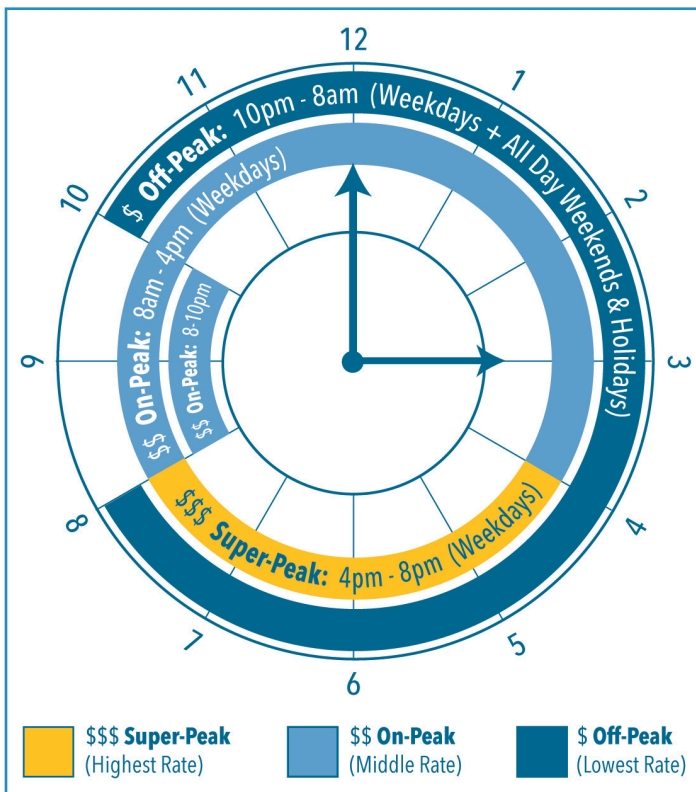 12
1
2
3
4
5
6
7
8
9
10
11
$ Off-Peak: 10pm - 8am (Weekdays + All Day Weekends & Holidays)
$$ On-Peak: 8am - 4pm (Weekdays)
$$ On-Peak: 8-10pm
$$$ Super-Peak: 4pm - 8pm (Weekdays)
$$$ Super-Peak
(Highest Rate)
$$ On-Peak
(Middle Rate)
$ Off-Peak
(Lowest Rate)